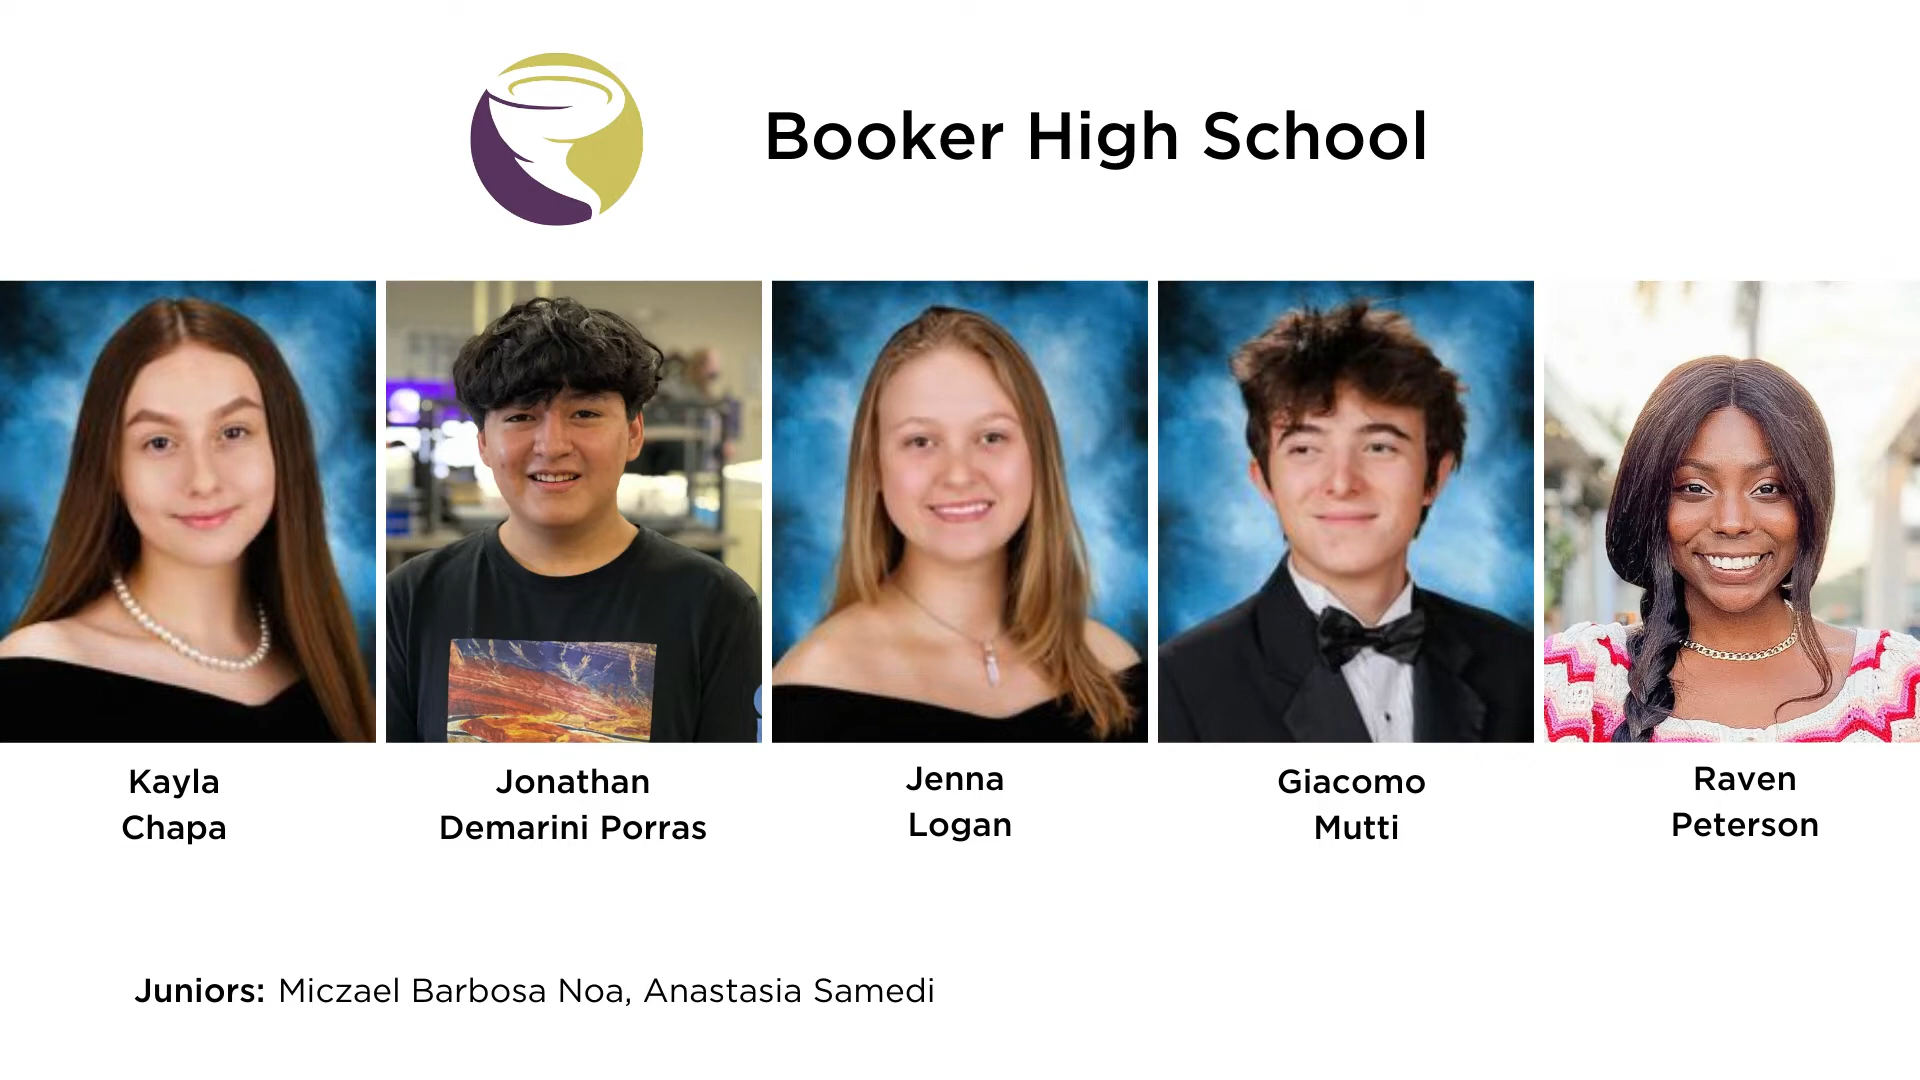 Booker High School
Kayla
Chapa
Jonathan
Demarini Porras
Jenna
Logan
Giacomo
Mutti
Raven
Peterson
Juniors: Miczael Barbosa Noa, Anastasia Samedi